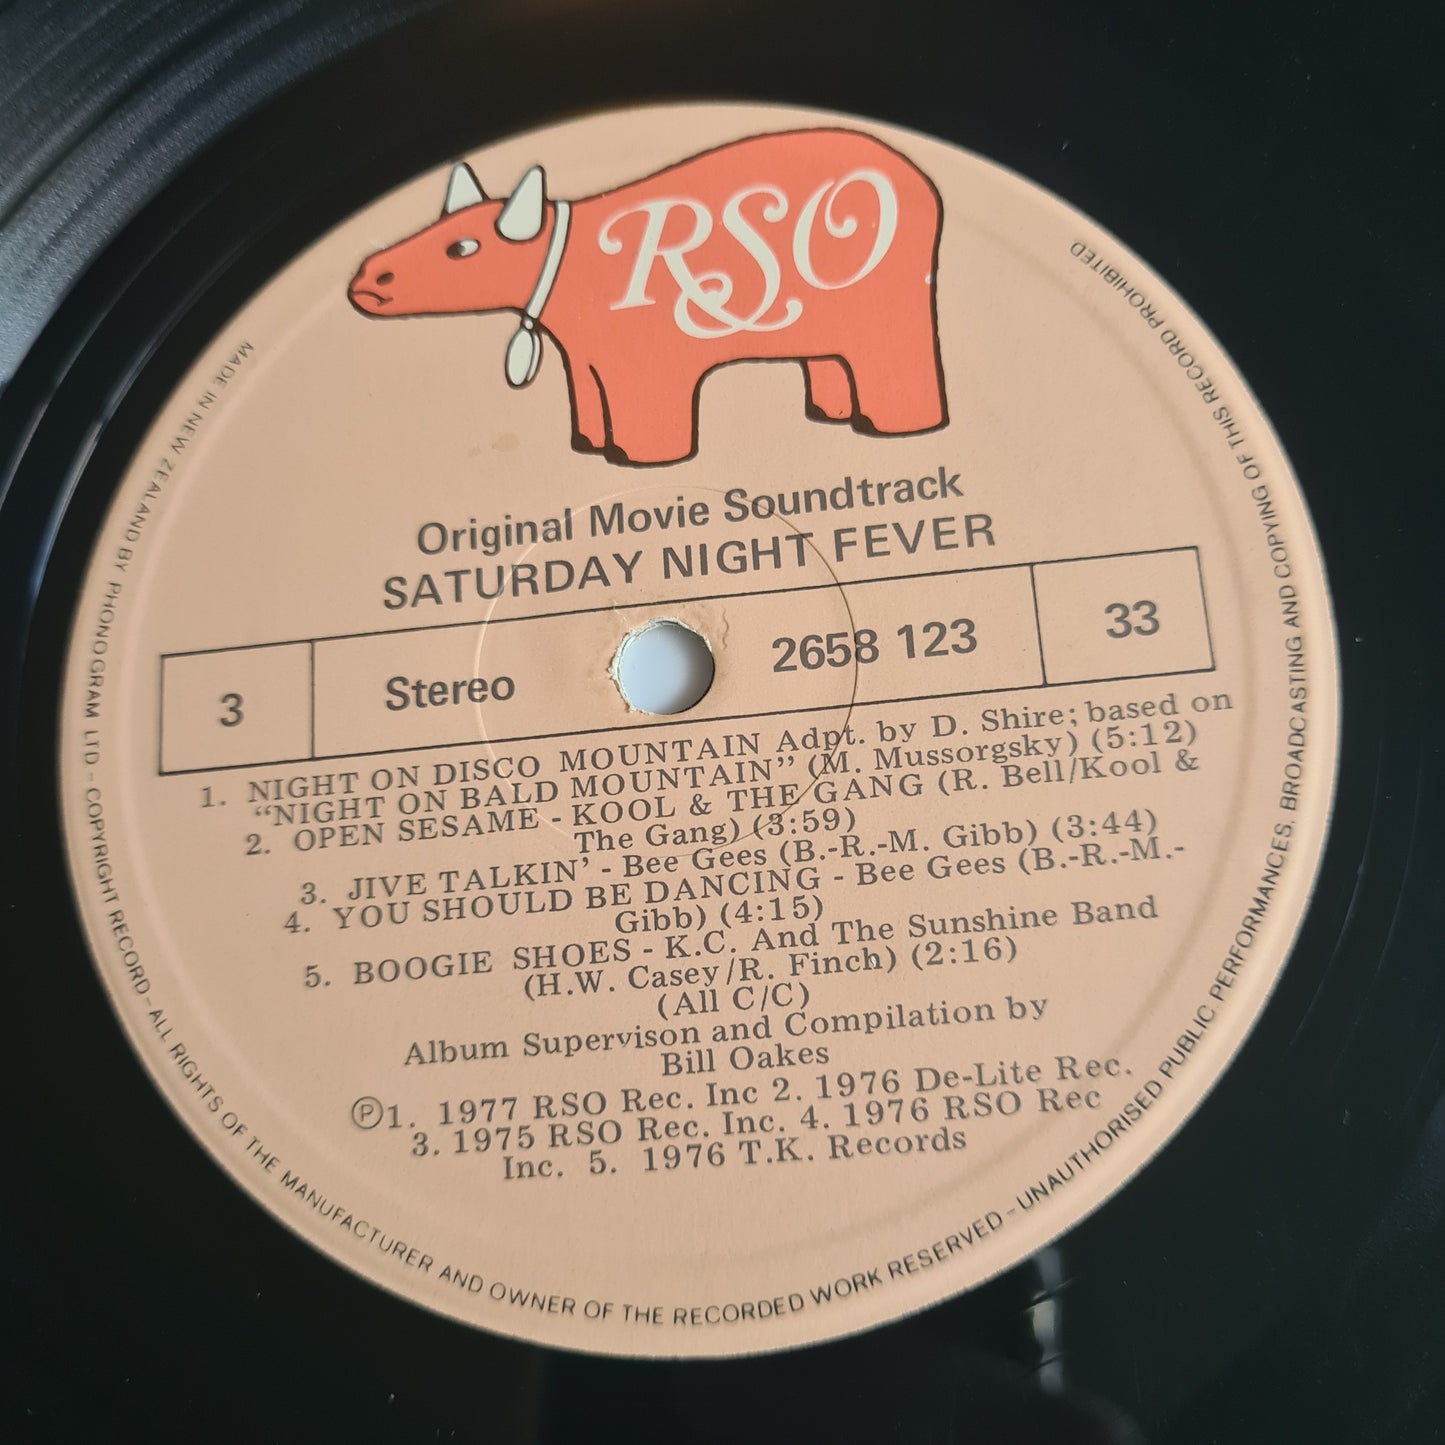 RSO
Original Movie Soundtrack
SATURDAY NIGHT FEVER
3 Stereo 2658 123 33
1. NIGHT ON DISCO MOUNTAIN Adpt. by D. Shire; based on
“NIGHT ON BALD MOUNTAIN” (M. Mussorgsky) (5:12)
2. OPEN SESAME - KOOL & THE GANG (R. Bell/Kool &
The Gang) (3:59)
3. JIVE TALKIN’ - Bee Gees (B.-R.-M. Gibb) (3:44)
4. YOU SHOULD BE DANCING - Bee Gees (B.-R.-M.-
Gibb) (4:15)
5. BOOGIE SHOES - K.C. And The Sunshine Band
(H.W. Casey/R. Finch) (2:16)
(All C/C)
Album Supervison and Compilation by
Bill Oakes
Ⓟ1. 1977 RSO Rec. Inc 2. 1976 De-Lite Rec.
3. 1975 RSO Rec. Inc. 4. 1976 RSO Rec
Inc. 5. 1976 T.K. Records
MADE IN NEW ZEALAND BY PHONOGRAM LTD - COPYRIGHT RECORD - ALL RIGHTS OF THE MANUFACTURER AND OWNER OF THE RECORDED WORK RESERVED - UNAUTHORISED PUBLIC PERFORMANCES, BROADCASTING AND COPYING OF THIS RECORD PROHIBITED